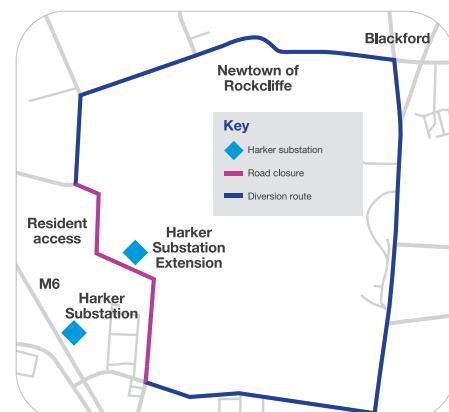 Blackford
Newtown of
Rockcliffe
Key
Harker substation
Road closure
Diversion route
Resident
access
Harker
Substation
Extension
M6
Harker
Substation